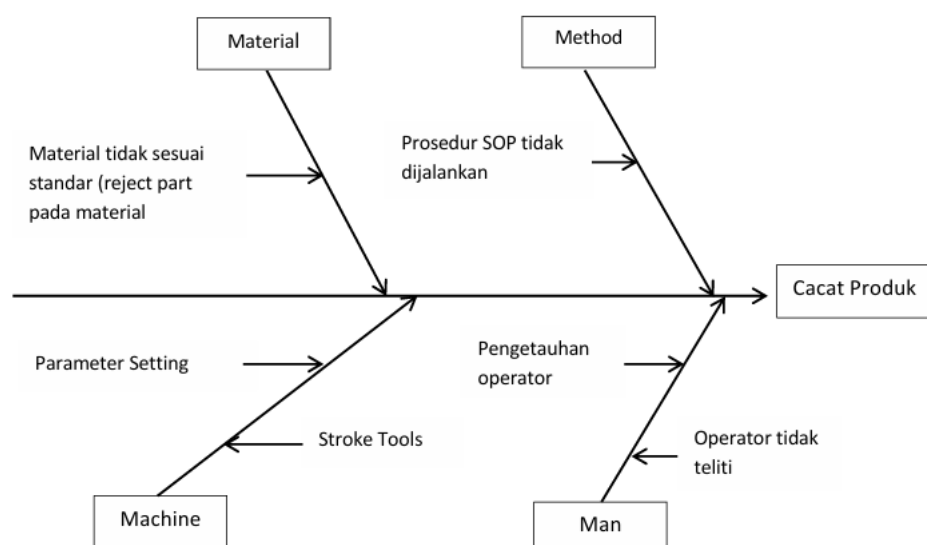 Material
Method
Material tidak sesuai
standar (reject part
pada material
Prosedur SOP tidak
dijalankan
Cacat Produk
Parameter Setting
Pengetauhan
operator
Stroke Tools
Operator tidak
teliti
Machine
Man